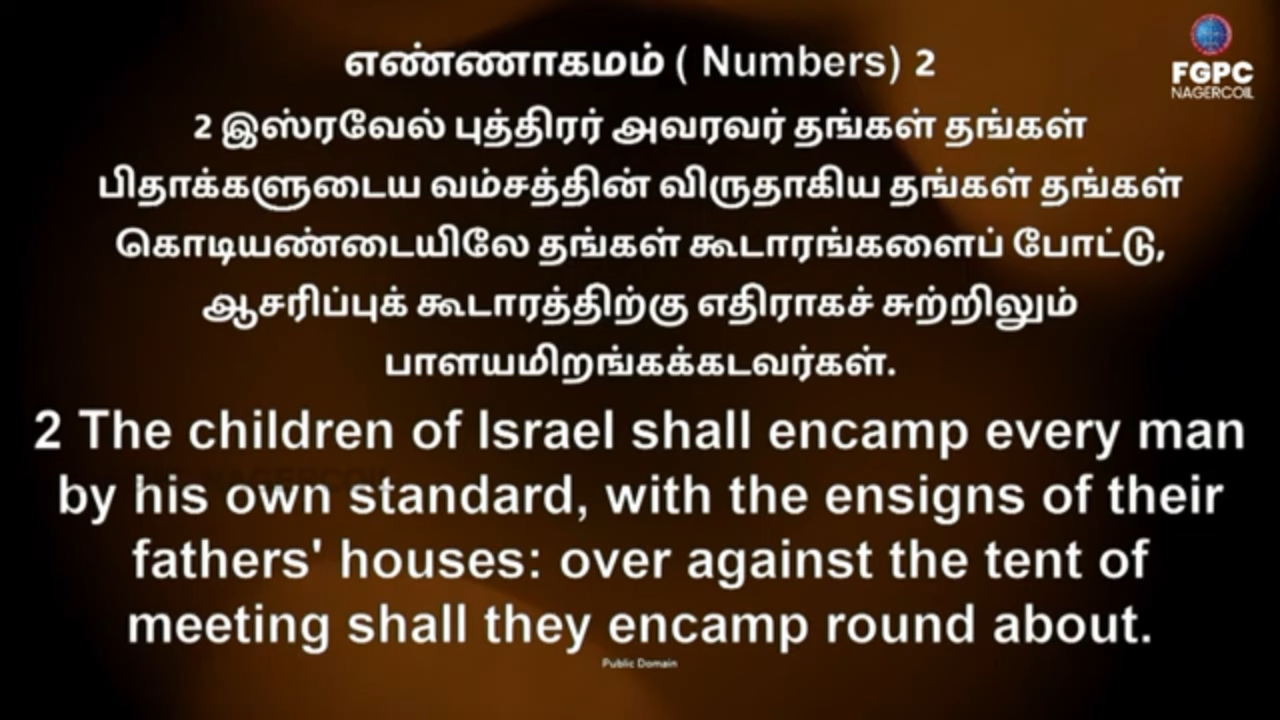 எண்ணாகமம் ( Numbers) 2
FGPC
NAGERCOIL
2 இஸ்ரவேல் புத்திரர் அவரவர் தங்கள் தங்கள்
பிதாக்களுடைய வம்சத்தின் விருதாகிய தங்கள் தங்கள்
கொடியண்டையிலே தங்கள் கூடாரங்களைப் போட்டு,
ஆசரிப்புக் கூடாரத்திற்கு எதிராகச் சுற்றிலும்
பாளயமிறங்கக்கடவர்கள்.
2 The children of Israel shall encamp every man
by his own standard, with the ensigns of their
fathers' houses: over against the tent of
meeting shall they encamp round about.
Public Domain